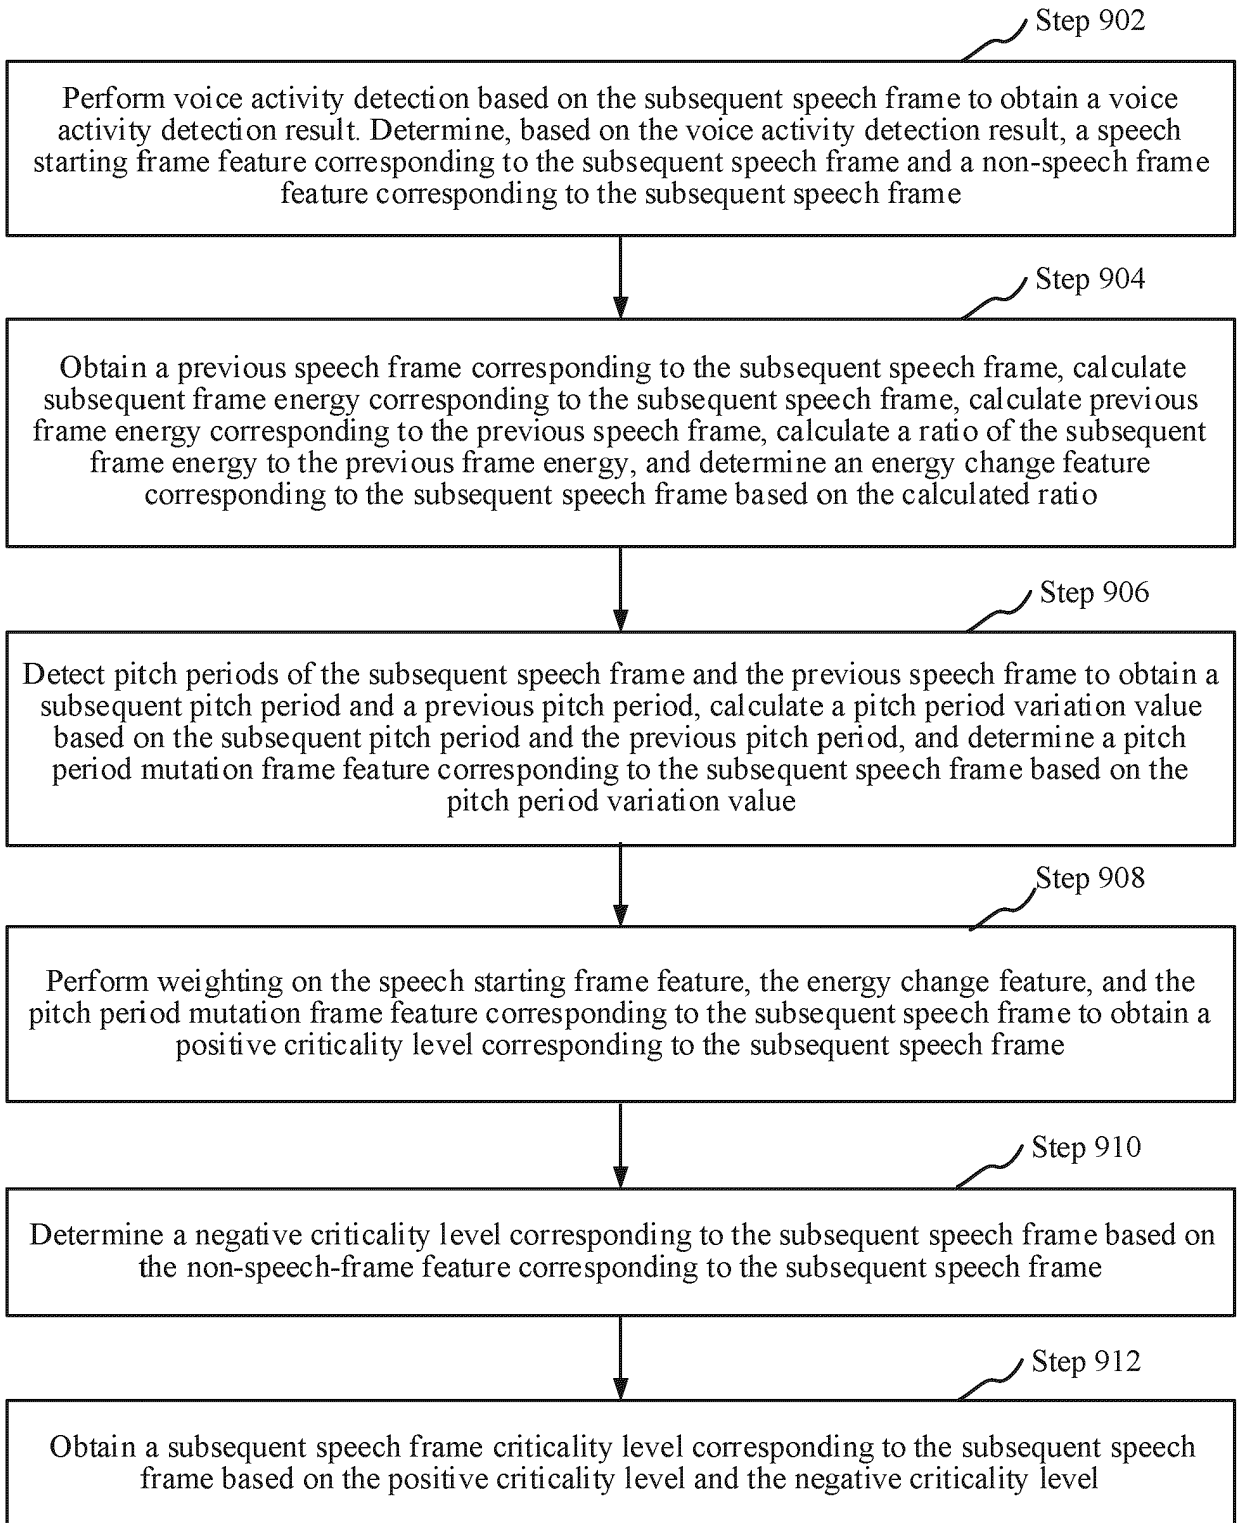 Step 902
Perform voice activity detection based on the subsequent speech frame to obtain a voice
activity detection result. Determine, based on the voice activity detection result, a speech
starting frame feature corresponding to the subsequent speech frame and a non-speech frame
feature corresponding to the subsequent speech frame
Step 904
Obtain a previous speech frame corresponding to the subsequent speech frame, calculate
subsequent frame energy corresponding to the subsequent speech frame, calculate previous
frame energy corresponding to the previous speech frame, calculate a ratio of the subsequent
frame energy to the previous frame energy, and determine an energy change feature
corresponding to the subsequent speech frame based on the calculated ratio
Step 906
Detect pitch periods of the subsequent speech frame and the previous speech frame to obtain a
subsequent pitch period and a previous pitch period, calculate a pitch period variation value
based on the subsequent pitch period and the previous pitch period, and determine a pitch
period mutation frame feature corresponding to the subsequent speech frame based on the
pitch period variation value
Step 908
Perform weighting on the speech starting frame feature, the energy change feature, and the
pitch period mutation frame feature corresponding to the subsequent speech frame to obtain a
positive criticality level corresponding to the subsequent speech frame
Step 910
Determine a negative criticality level corresponding to the subsequent speech frame based on
the non-speech-frame feature corresponding to the subsequent speech frame
Step 912
Obtain a subsequent speech frame criticality level corresponding to the subsequent speech
frame based on the positive criticality level and the negative criticality level